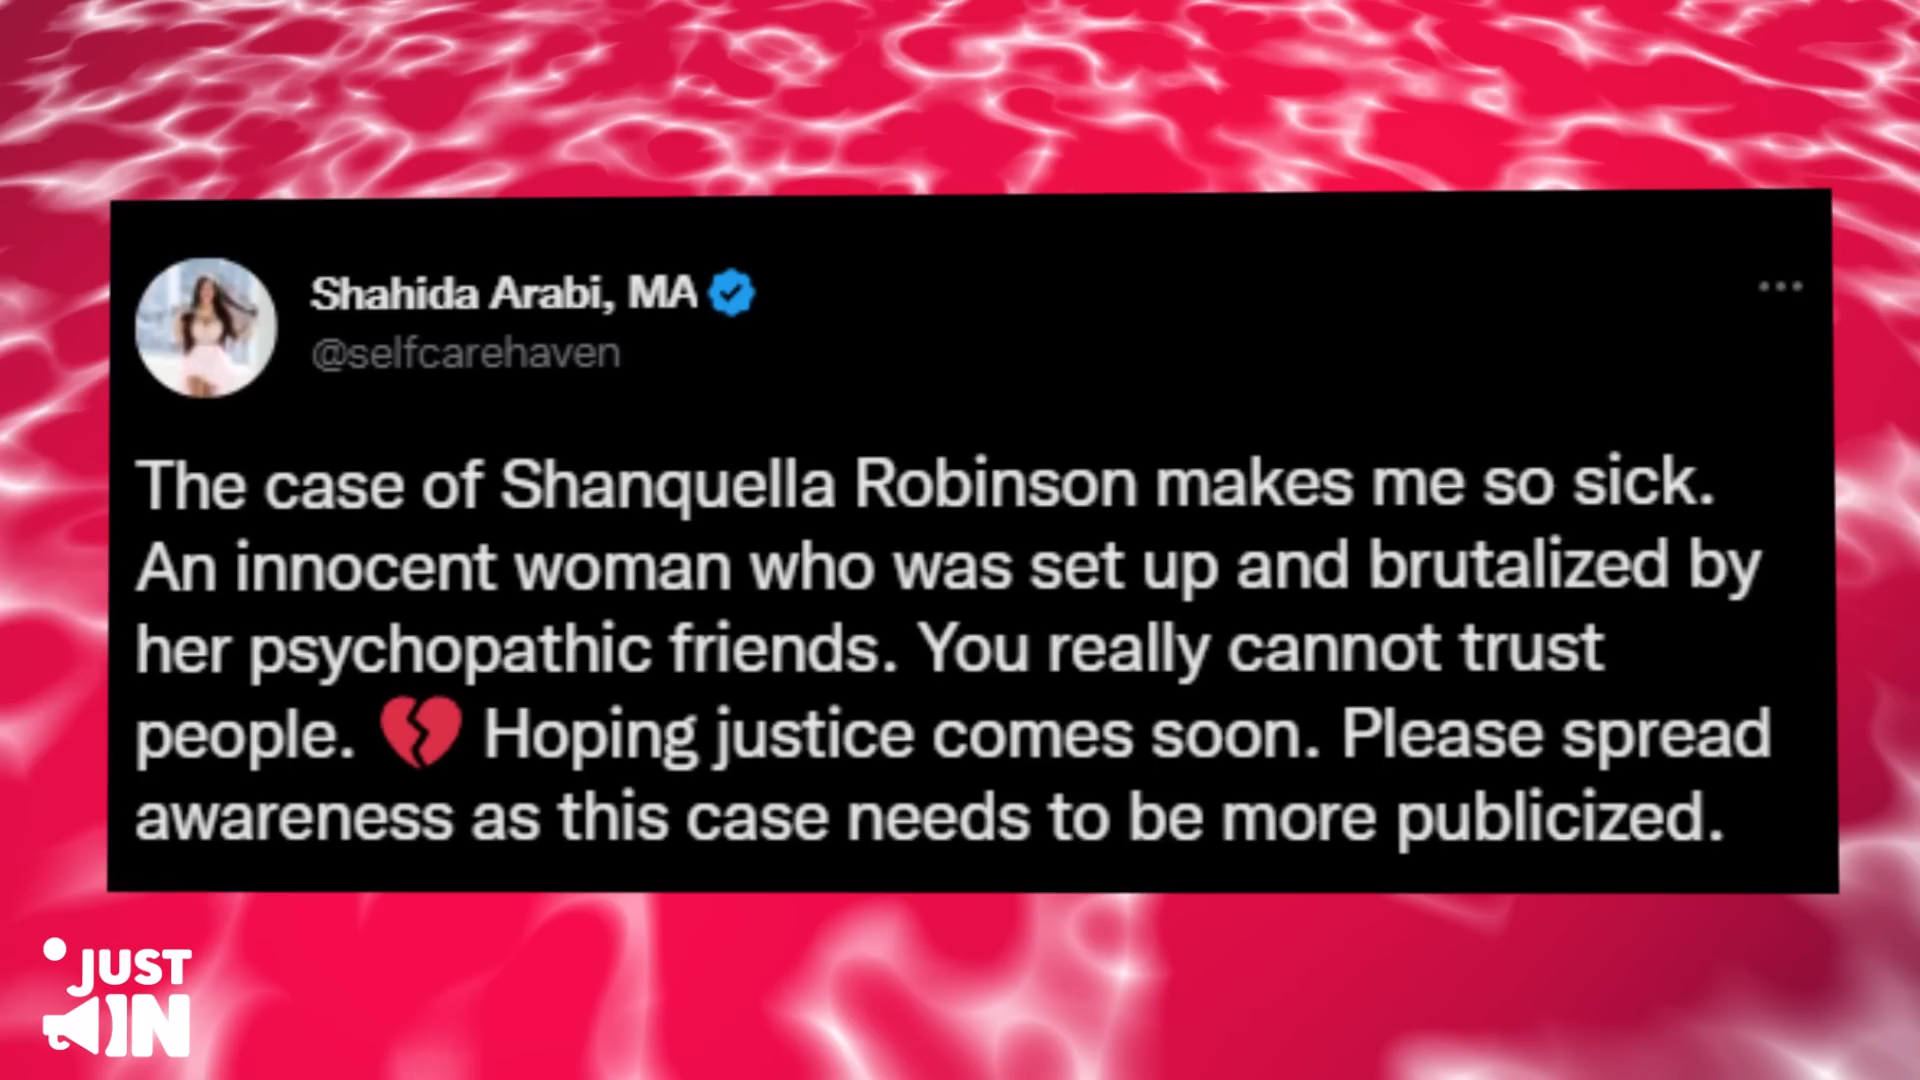 Shahida Arabi, MA
@selfcarehaven
The case of Shanquella Robinson makes me so sick.
An innocent woman who was set up and brutalized by
her psychopathic friends. You really cannot trust
people. 💔 Hoping justice comes soon. Please spread
awareness as this case needs to be more publicized.
JUST
IN